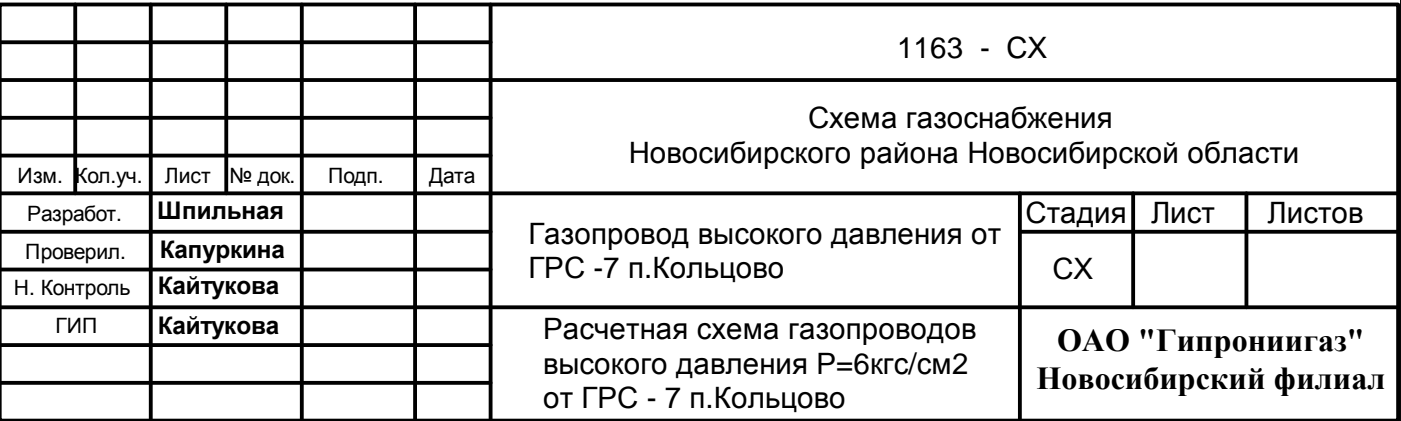 1163 - СХ
Схема газоснабжения
Новосибирского района Новосибирской области
Изм. Кол.уч. Лист № док. Подп. Дата
Разработ. Шпильная
Проверил. Капуркина
Н. Контроль Кайтукова
ГИП Кайтукова
Газопровод высокого давления от
ГРС -7 п.Кольцово
Стадия Лист Листов
СХ
Расчетная схема газопроводов
высокого давления Р=6кгс/см2
от ГРС - 7 п.Кольцово
ОАО "Гипрониигаз"
Новосибирский филиал